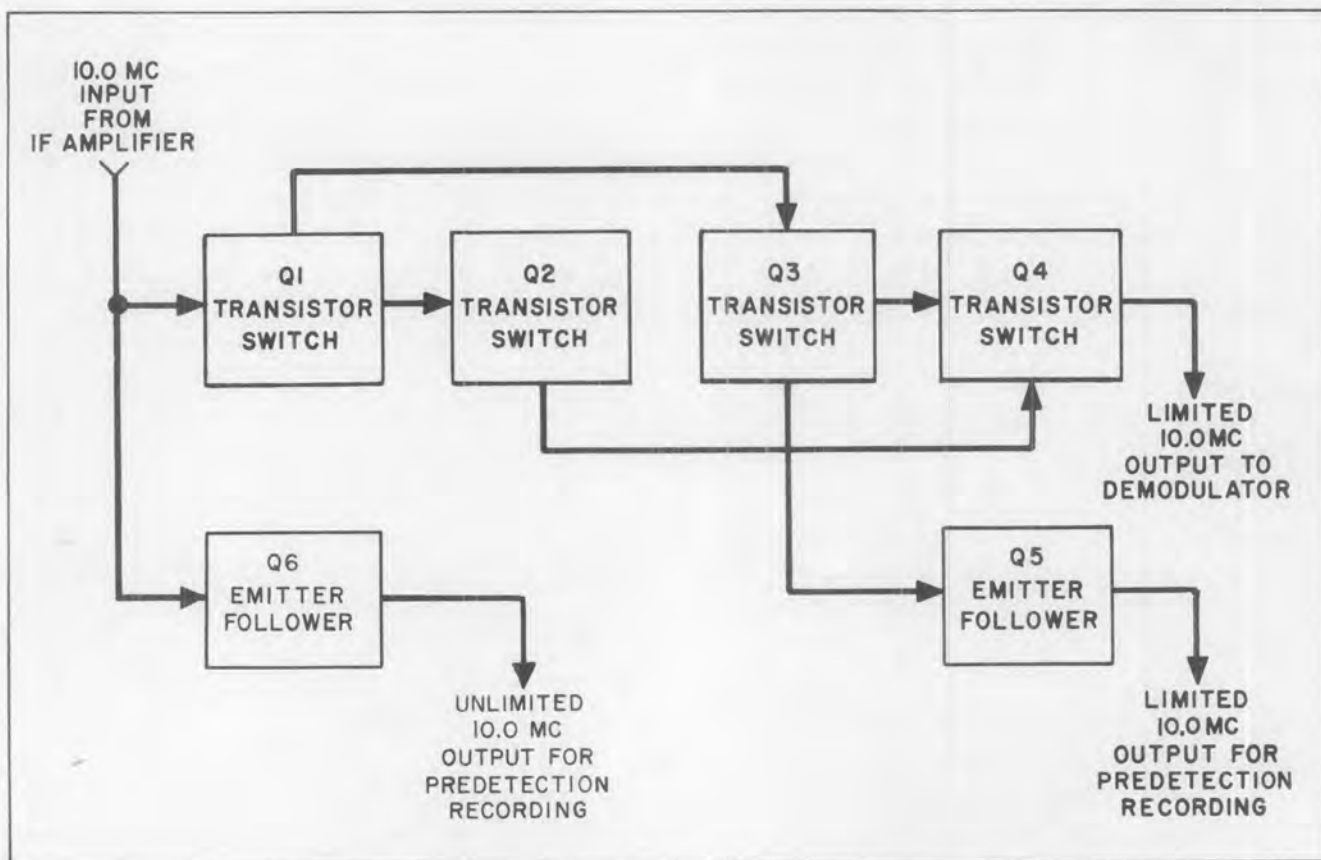 10.0 MC
INPUT
FROM
IF AMPLIFIER
Q1
TRANSISTOR
SWITCH
Q2
TRANSISTOR
SWITCH
Q3
TRANSISTOR
SWITCH
Q4
TRANSISTOR
SWITCH
LIMITED
10.0MC
OUTPUT TO
DEMODULATOR
Q6
EMITTER
FOLLOWER
Q5
EMITTER
FOLLOWER
UNLIMITED
10.0 MC
OUTPUT FOR
PREDETECTION
RECORDING
LIMITED
10.0MC
OUTPUT FOR
PREDETECTION
RECORDING